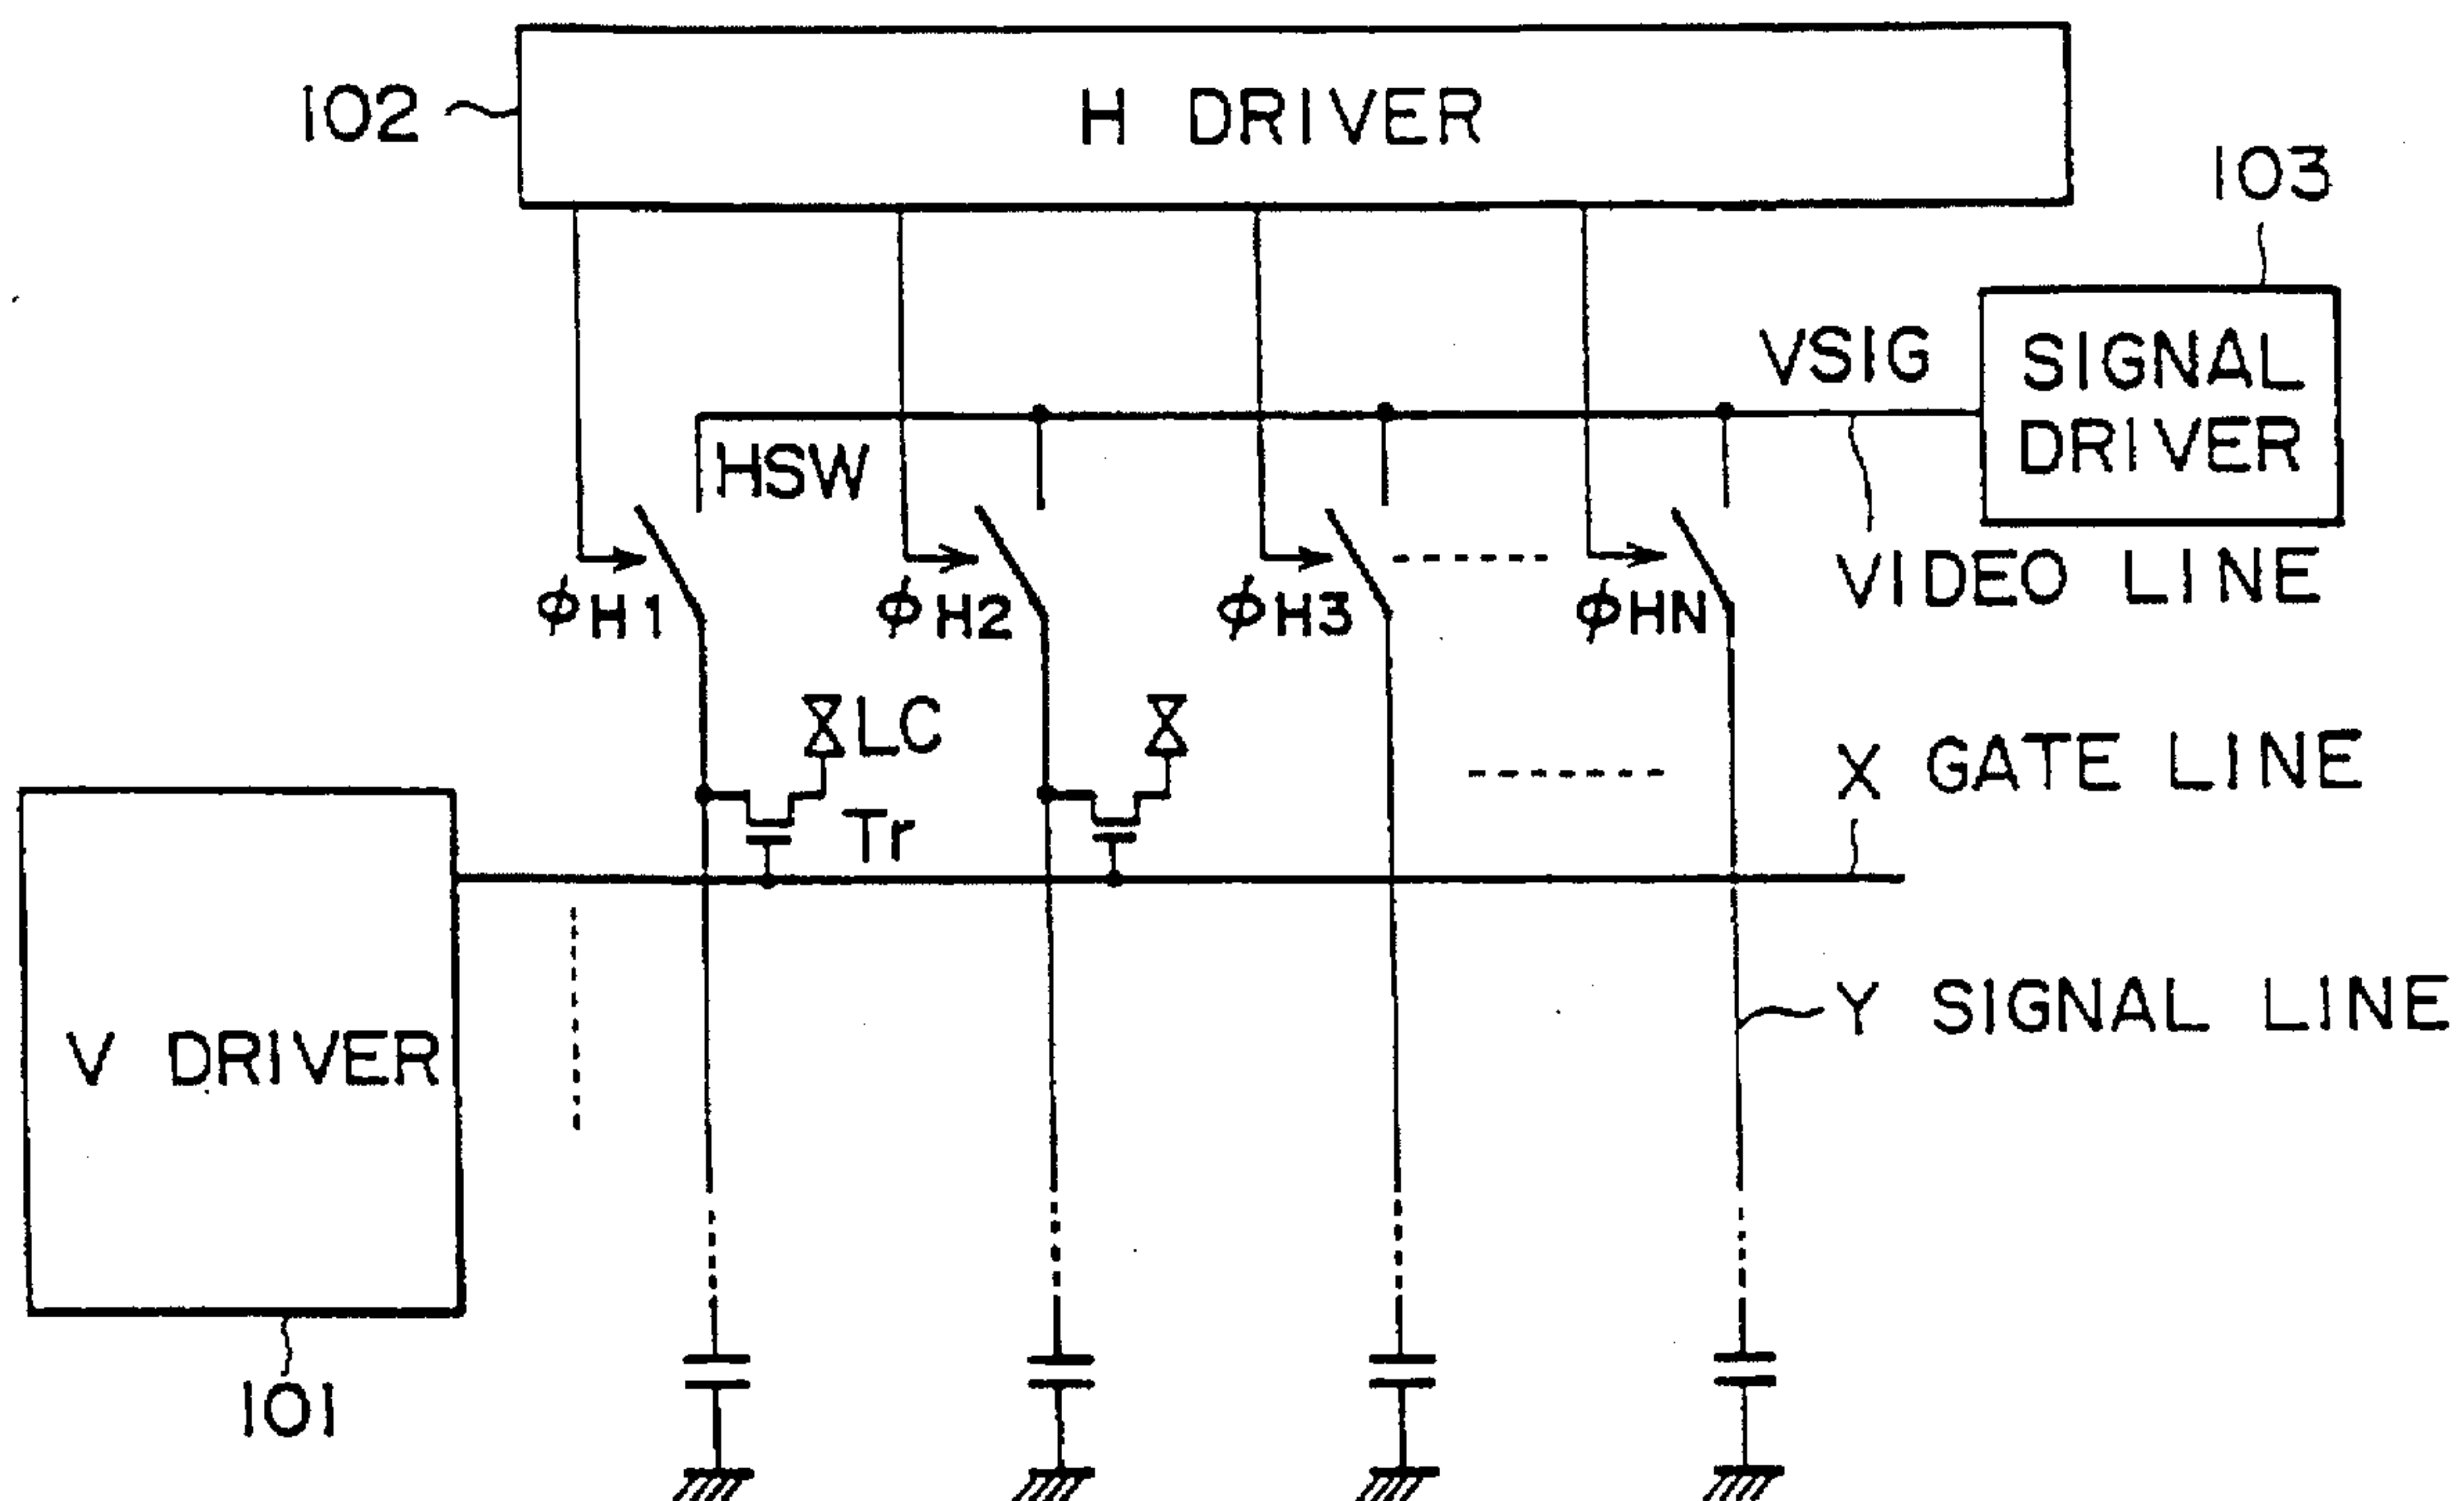 102
H DRIVER
103
VSIG
SIGNAL
DRIVER
HSW
VIDEO LINE
ϕH1
ϕH2
ϕH3
ϕHN
LC
Tr
X GATE LINE
Y SIGNAL LINE
V DRIVER
101